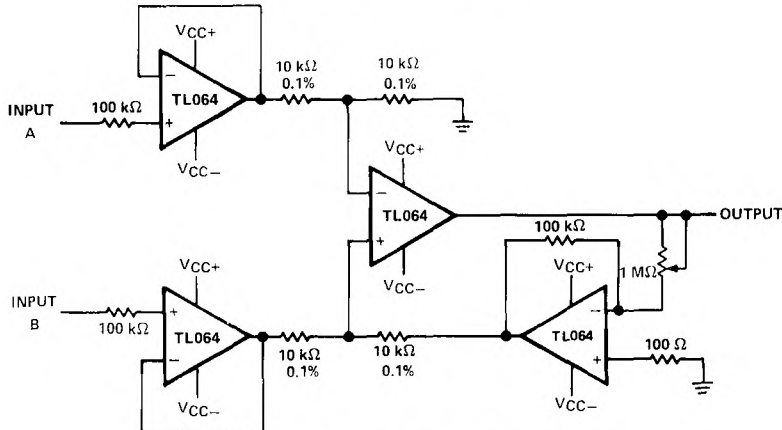 VCC+
10 kΩ
0.1%
10 kΩ
0.1%
TL064
INPUT
A
100 kΩ
−
+
VCC−
VCC+
−
TL064
+
VCC−
OUTPUT
100 kΩ
1 MΩ
VCC+
INPUT
B
100 kΩ
+
TL064
−
VCC−
10 kΩ
0.1%
10 kΩ
0.1%
VCC+
−
TL064
+
100 Ω
VCC−